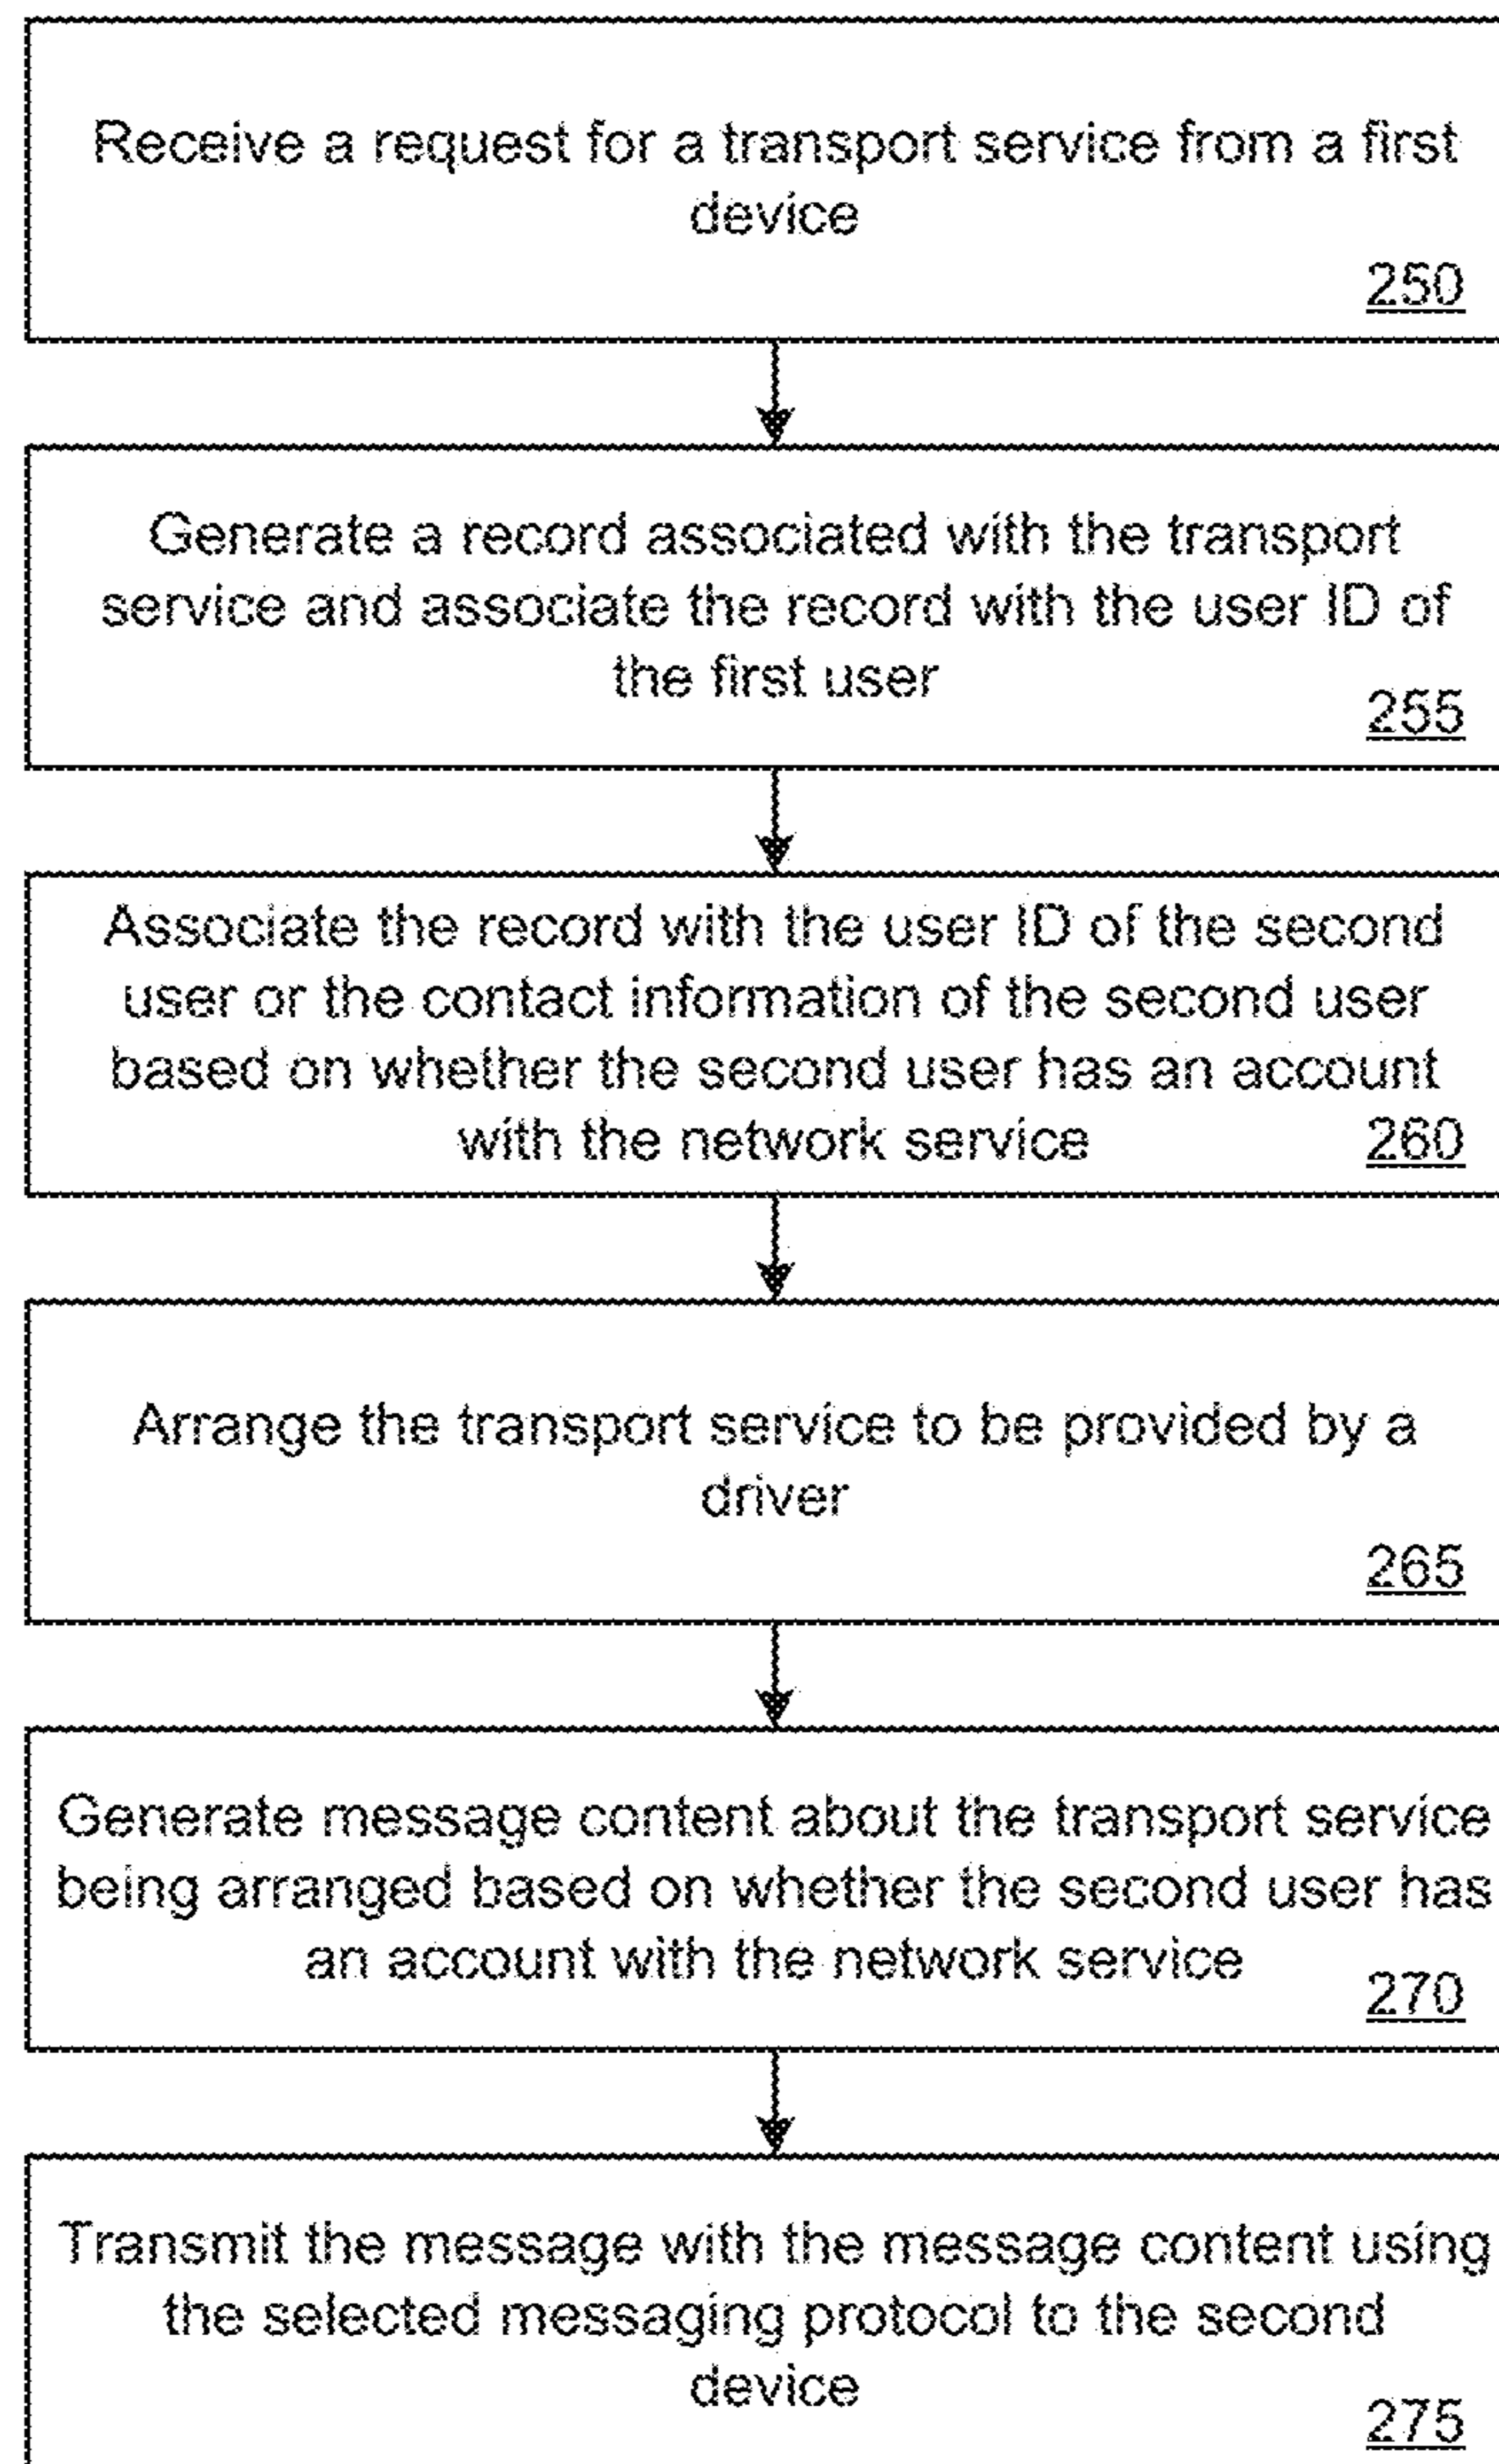 Receive a request for a transport service from a first
device
250
Generate a record associated with the transport
service and associate the record with the user ID of
the first user
255
Associate the record with the user ID of the second
user or the contact information of the second user
based on whether the second user has an account
with the network service 260
Arrange the transport service to be provided by a
driver
265
Generate message content about the transport service
being arranged based on whether the second user has
an account with the network service
270
Transmit the message with the message content using
the selected messaging protocol to the second
device
275